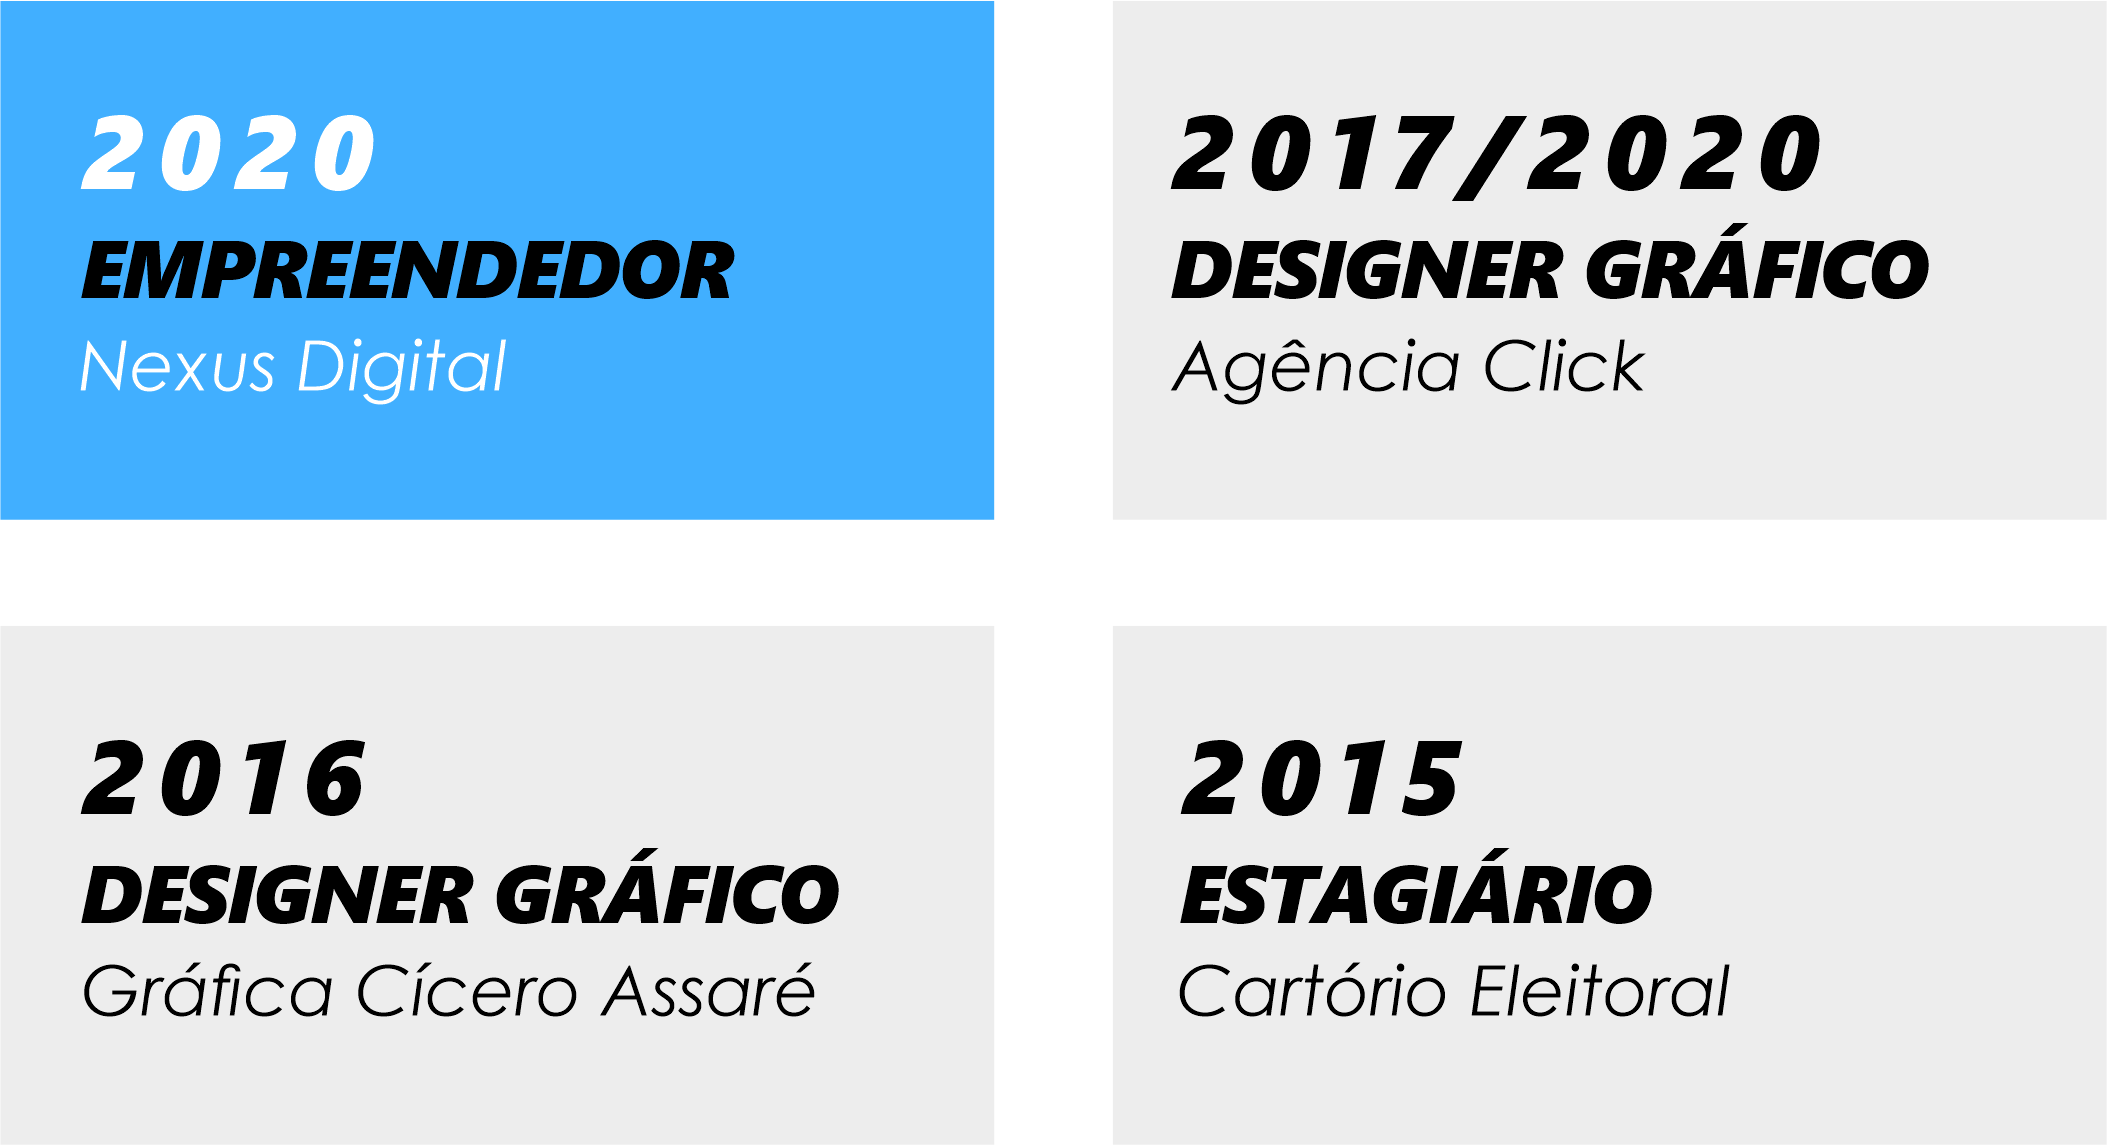 2020
EMPREENDEDOR
Nexus Digital
2017/2020
DESIGNER GRÁFICO
Agência Click
2016
DESIGNER GRÁFICO
Gráfica Cícero Assaré
2015
ESTAGIÁRIO
Cartório Eleitoral